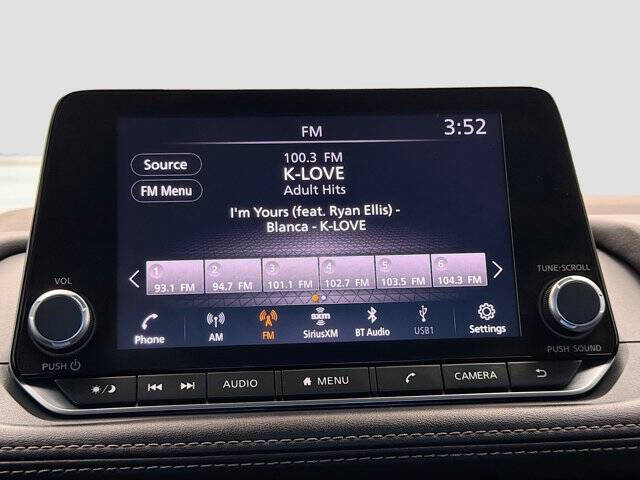 FM
3:52
Source
100.3 FM
K-LOVE
FM Menu
Adult Hits
I'm Yours (feat. Ryan Ellis) -
Blanca - K-LOVE
1 2 3 4 5 6
93.1 FM 94.7 FM 101.1 FM 102.7 FM 103.5 FM 104.3 FM
VOL
TUNE·SCROLL
Phone AM FM SXM SiriusXM BT Audio USB1 Settings
PUSH
PUSH SOUND
AUDIO MENU CAMERA